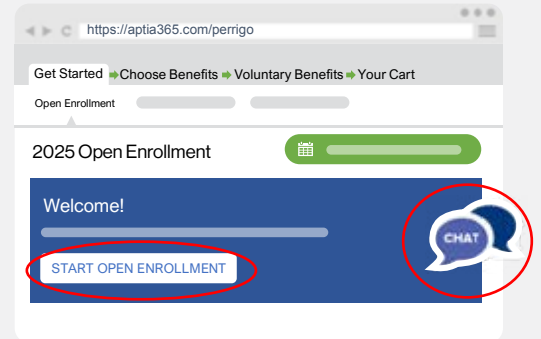 https://aptia365.com/perrigo
Get Started Choose Benefits Voluntary Benefits Your Cart
Open Enrollment
2025 Open Enrollment
Welcome!
CHAT
START OPEN ENROLLMENT